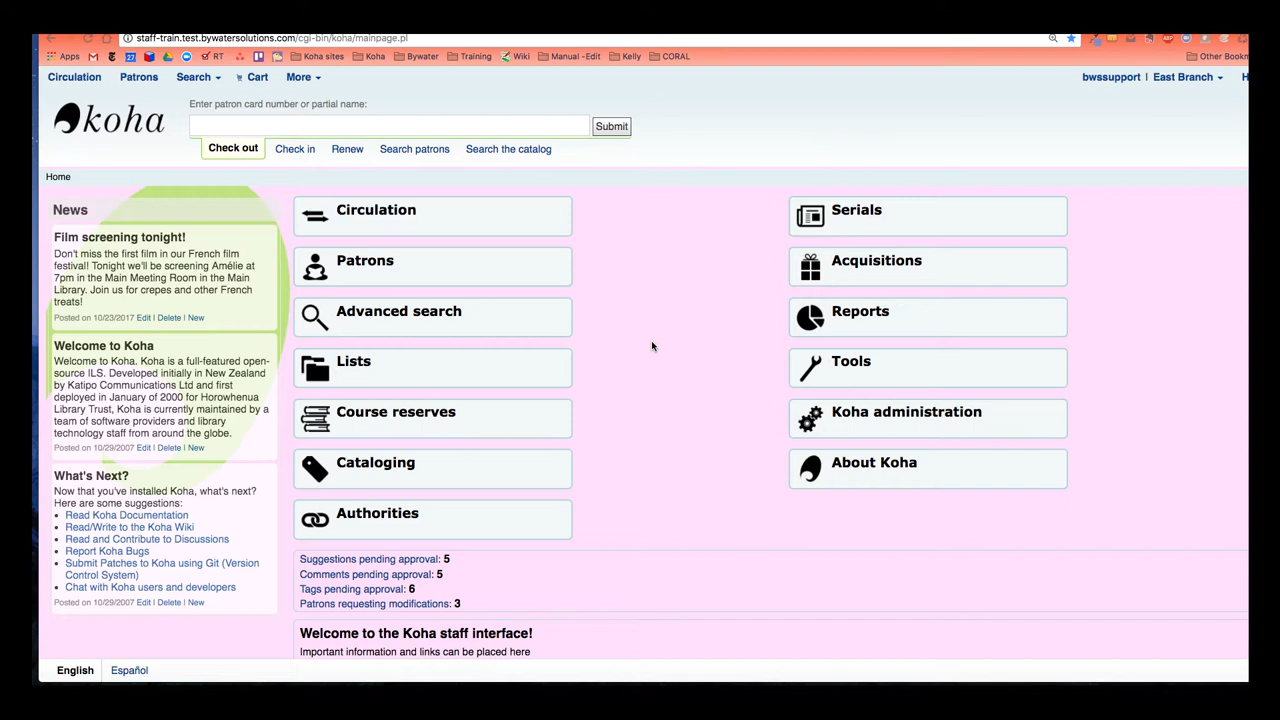 staff-train.test.bywatersolutions.com/cgi-bin/koha/mainpage.pl
Apps 27 RT Koha sites Koha Bywater Training Wiki Manual -Edit Kelly CORAL Other Bookm
Circulation Patrons Search Cart More bwssupport | East Branch | H
koha
Enter patron card number or partial name:
Submit
Check out Check in Renew Search patrons Search the catalog
Home
News
Film screening tonight!
Don't miss the first film in our French film
festival! Tonight we'll be screening Amélie at
7pm in the Main Meeting Room in the Main
Library. Join us for crepes and other French
treats!
Posted on 10/23/2017 Edit | Delete | New
Welcome to Koha
Welcome to Koha. Koha is a full-featured open-
source ILS. Developed initially in New Zealand
by Katipo Communications Ltd and first
deployed in January of 2000 for Horowhenua
Library Trust, Koha is currently maintained by a
team of software providers and library
technology staff from around the globe.
Posted on 10/29/2007 Edit | Delete | New
What's Next?
Now that you've installed Koha, what's next?
Here are some suggestions:
Read Koha Documentation
Read/Write to the Koha Wiki
Read and Contribute to Discussions
Report Koha Bugs
Submit Patches to Koha using Git (Version
Control System)
Chat with Koha users and developers
Posted on 10/29/2007 Edit | Delete | New
Circulation
Patrons
Advanced search
Lists
Course reserves
Cataloging
Authorities
Serials
Acquisitions
Reports
Tools
Koha administration
About Koha
Suggestions pending approval: 5
Comments pending approval: 5
Tags pending approval: 6
Patrons requesting modifications: 3
Welcome to the Koha staff interface!
Important information and links can be placed here
English Español